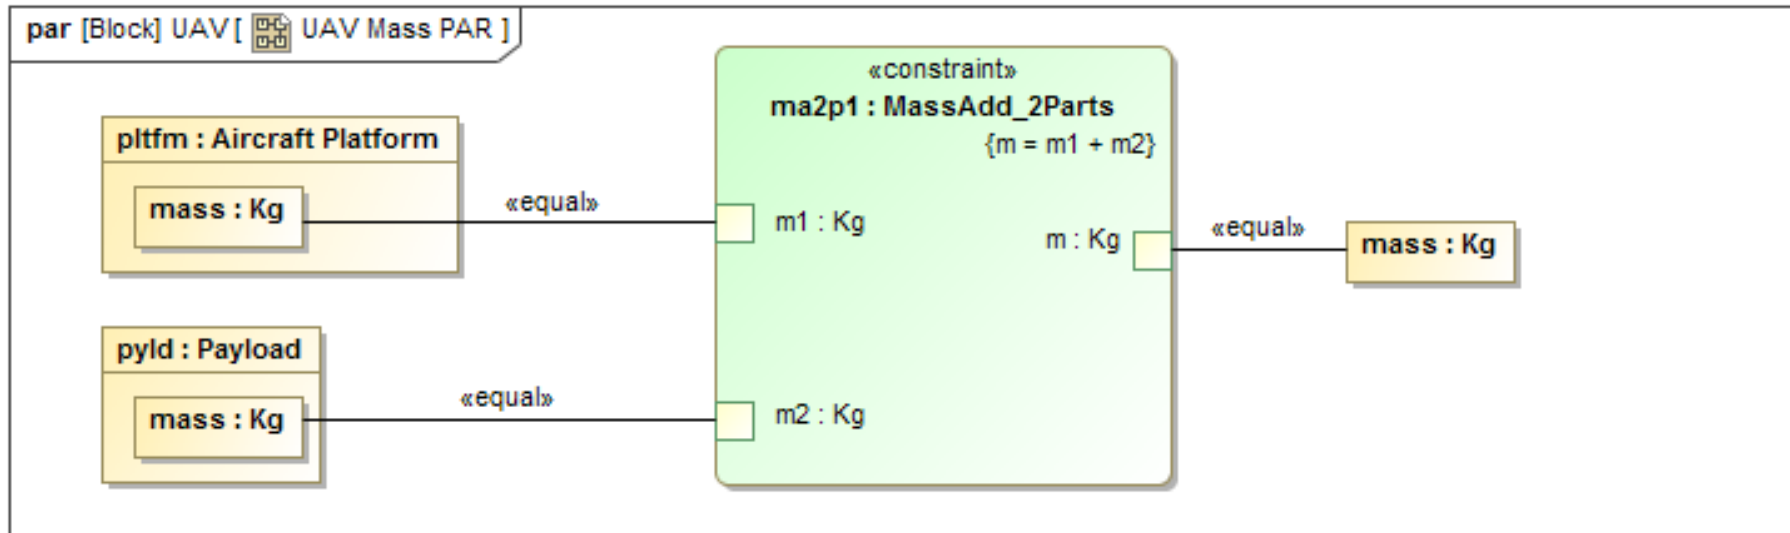 par [Block] UAV [ UAV Mass PAR ]
«constraint»
ma2p1 : MassAdd_2Parts
{m = m1 + m2}
pltfm : Aircraft Platform
mass : Kg
«equal»
m1 : Kg
m : Kg
«equal»
mass : Kg
pyld : Payload
mass : Kg
«equal»
m2 : Kg